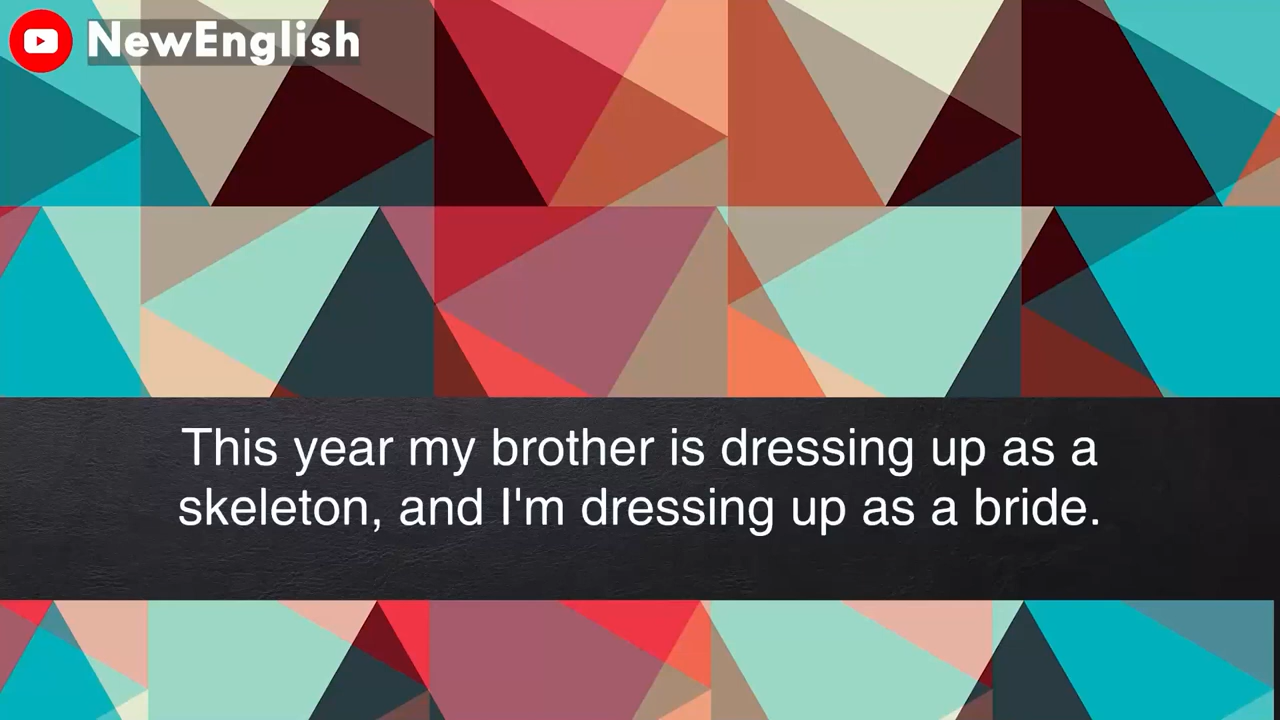 NewEnglish
This year my brother is dressing up as a
skeleton, and I'm dressing up as a bride.